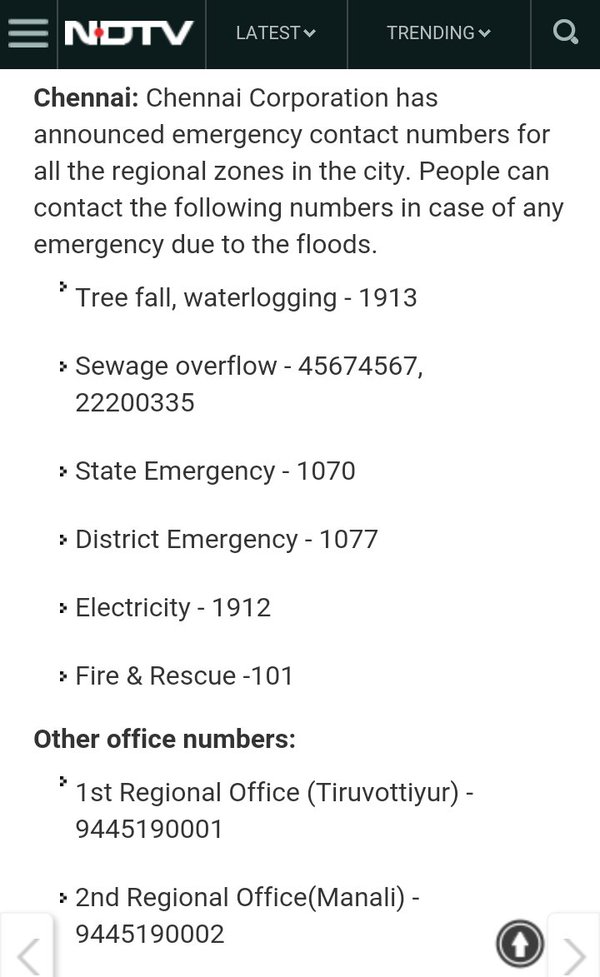 NDTV LATEST TRENDING
Chennai: Chennai Corporation has
announced emergency contact numbers for
all the regional zones in the city. People can
contact the following numbers in case of any
emergency due to the floods.
Tree fall, waterlogging - 1913
Sewage overflow - 45674567,
22200335
State Emergency - 1070
District Emergency - 1077
Electricity - 1912
Fire & Rescue -101
Other office numbers:
1st Regional Office (Tiruvottiyur) -
9445190001
2nd Regional Office(Manali) -
9445190002